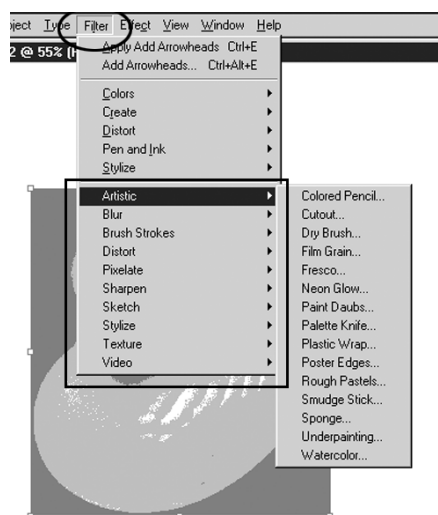 Type Filter Effect View Window Help
2 @ 55%
Apply Add Arrowheads Ctrl+E
Add Arrowheads... Ctrl+Alt+E
Colors
Create
Distort
Pen and Ink
Stylize
Artistic
Blur
Brush Strokes
Distort
Pixelate
Sharpen
Sketch
Stylize
Texture
Video
Colored Pencil...
Cutout...
Dry Brush...
Film Grain...
Fresco...
Neon Glow...
Paint Daubs...
Palette Knife...
Plastic Wrap...
Poster Edges...
Rough Pastels...
Smudge Stick...
Sponge...
Underpainting...
Watercolor...